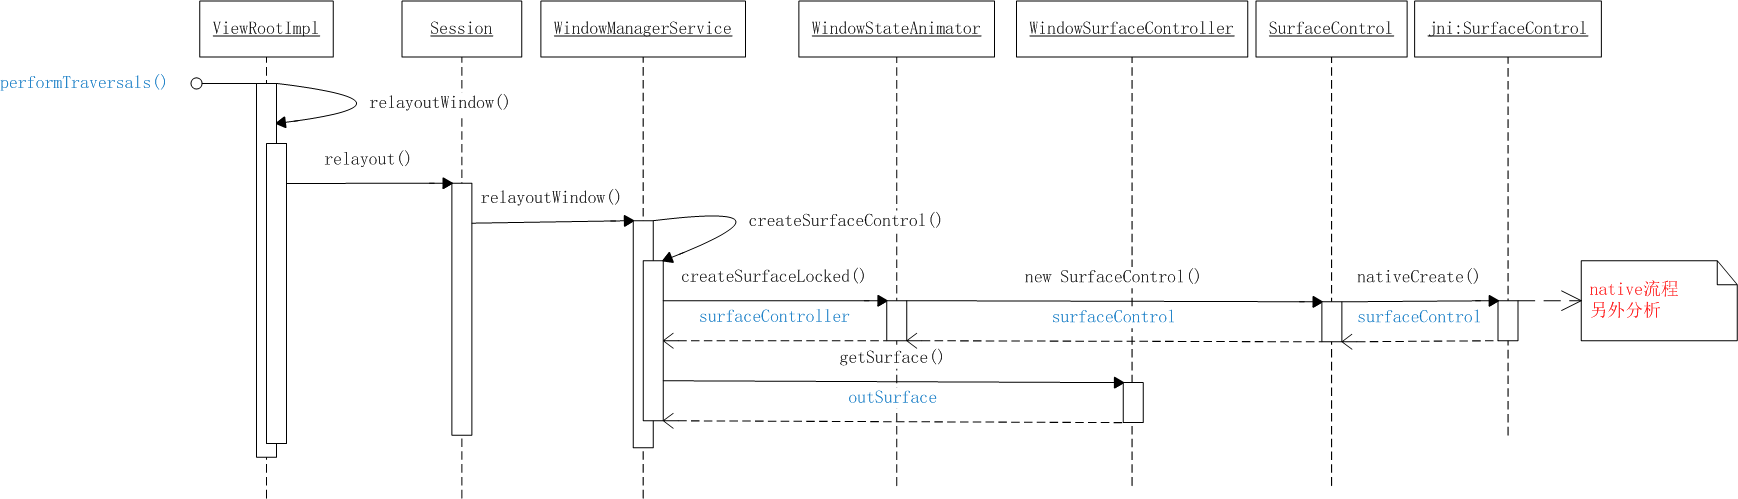 ViewRootImpl
Session
WindowManagerService
WindowStateAnimator
WindowSurfaceController
SurfaceControl
jni:SurfaceControl
performTraversals()
relayoutWindow()
relayout()
relayoutWindow()
createSurfaceControl()
createSurfaceLocked()
new SurfaceControl()
nativeCreate()
native流程
另外分析
surfaceController
surfaceControl
surfaceControl
getSurface()
outSurface